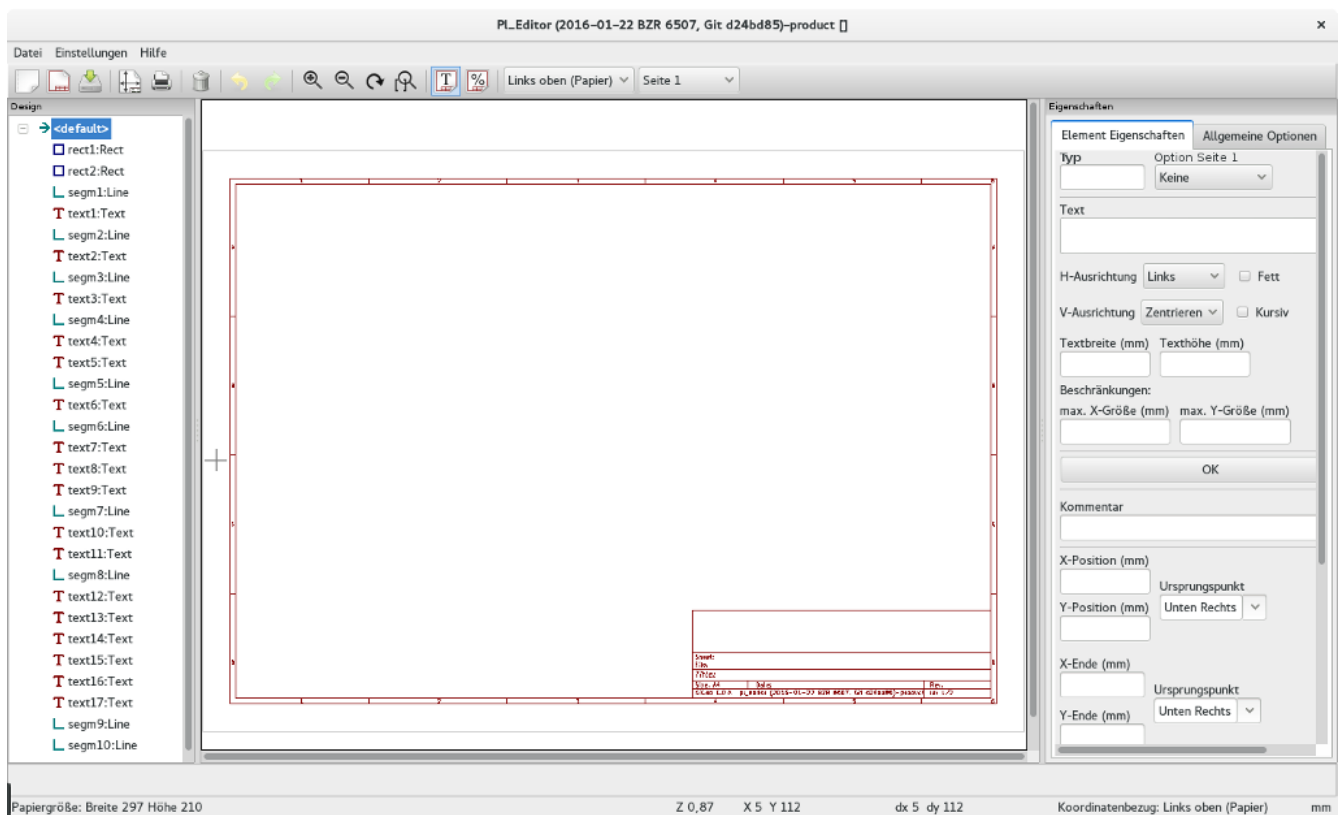 Pl_Editor (2016-01-22 BZR 6507, Git d24bd85)-product []
Datei Einstellungen Hilfe
Links oben (Papier) Seite 1
Design
<default>
rect1:Rect
rect2:Rect
segm1:Line
text1:Text
segm2:Line
text2:Text
segm3:Line
text3:Text
segm4:Line
text4:Text
text5:Text
segm5:Line
text6:Text
segm6:Line
text7:Text
text8:Text
text9:Text
segm7:Line
text10:Text
text11:Text
segm8:Line
text12:Text
text13:Text
text14:Text
text15:Text
text16:Text
text17:Text
segm9:Line
segm10:Line
Sheet:
File:
Title:
Size: A4 Date: Rev:
Eigenschaften
Element Eigenschaften Allgemeine Optionen
Typ Option Seite 1
Keine
Text
H-Ausrichtung Links Fett
V-Ausrichtung Zentrieren Kursiv
Textbreite (mm) Texthöhe (mm)
Beschränkungen:
max. X-Größe (mm) max. Y-Größe (mm)
OK
Kommentar
X-Position (mm)
Ursprungspunkt
Y-Position (mm) Unten Rechts
X-Ende (mm)
Ursprungspunkt
Y-Ende (mm) Unten Rechts
Papiergröße: Breite 297 Höhe 210 Z 0,87 X 5 Y 112 dx 5 dy 112 Koordinatenbezug: Links oben (Papier) mm